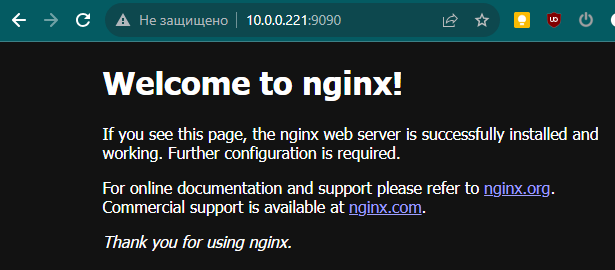 Не защищено | 10.0.0.221:9090
Welcome to nginx!
If you see this page, the nginx web server is successfully installed and
working. Further configuration is required.
For online documentation and support please refer to nginx.org.
Commercial support is available at nginx.com.
Thank you for using nginx.